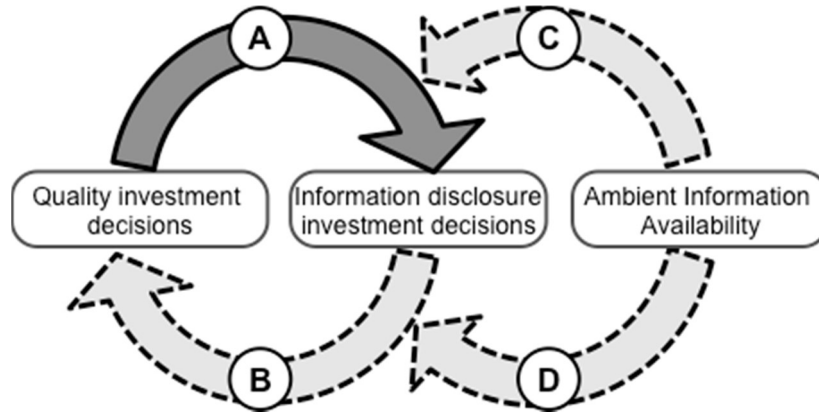 A
C
Quality investment
decisions
Information disclosure
investment decisions
Ambient Information
Availability
B
D